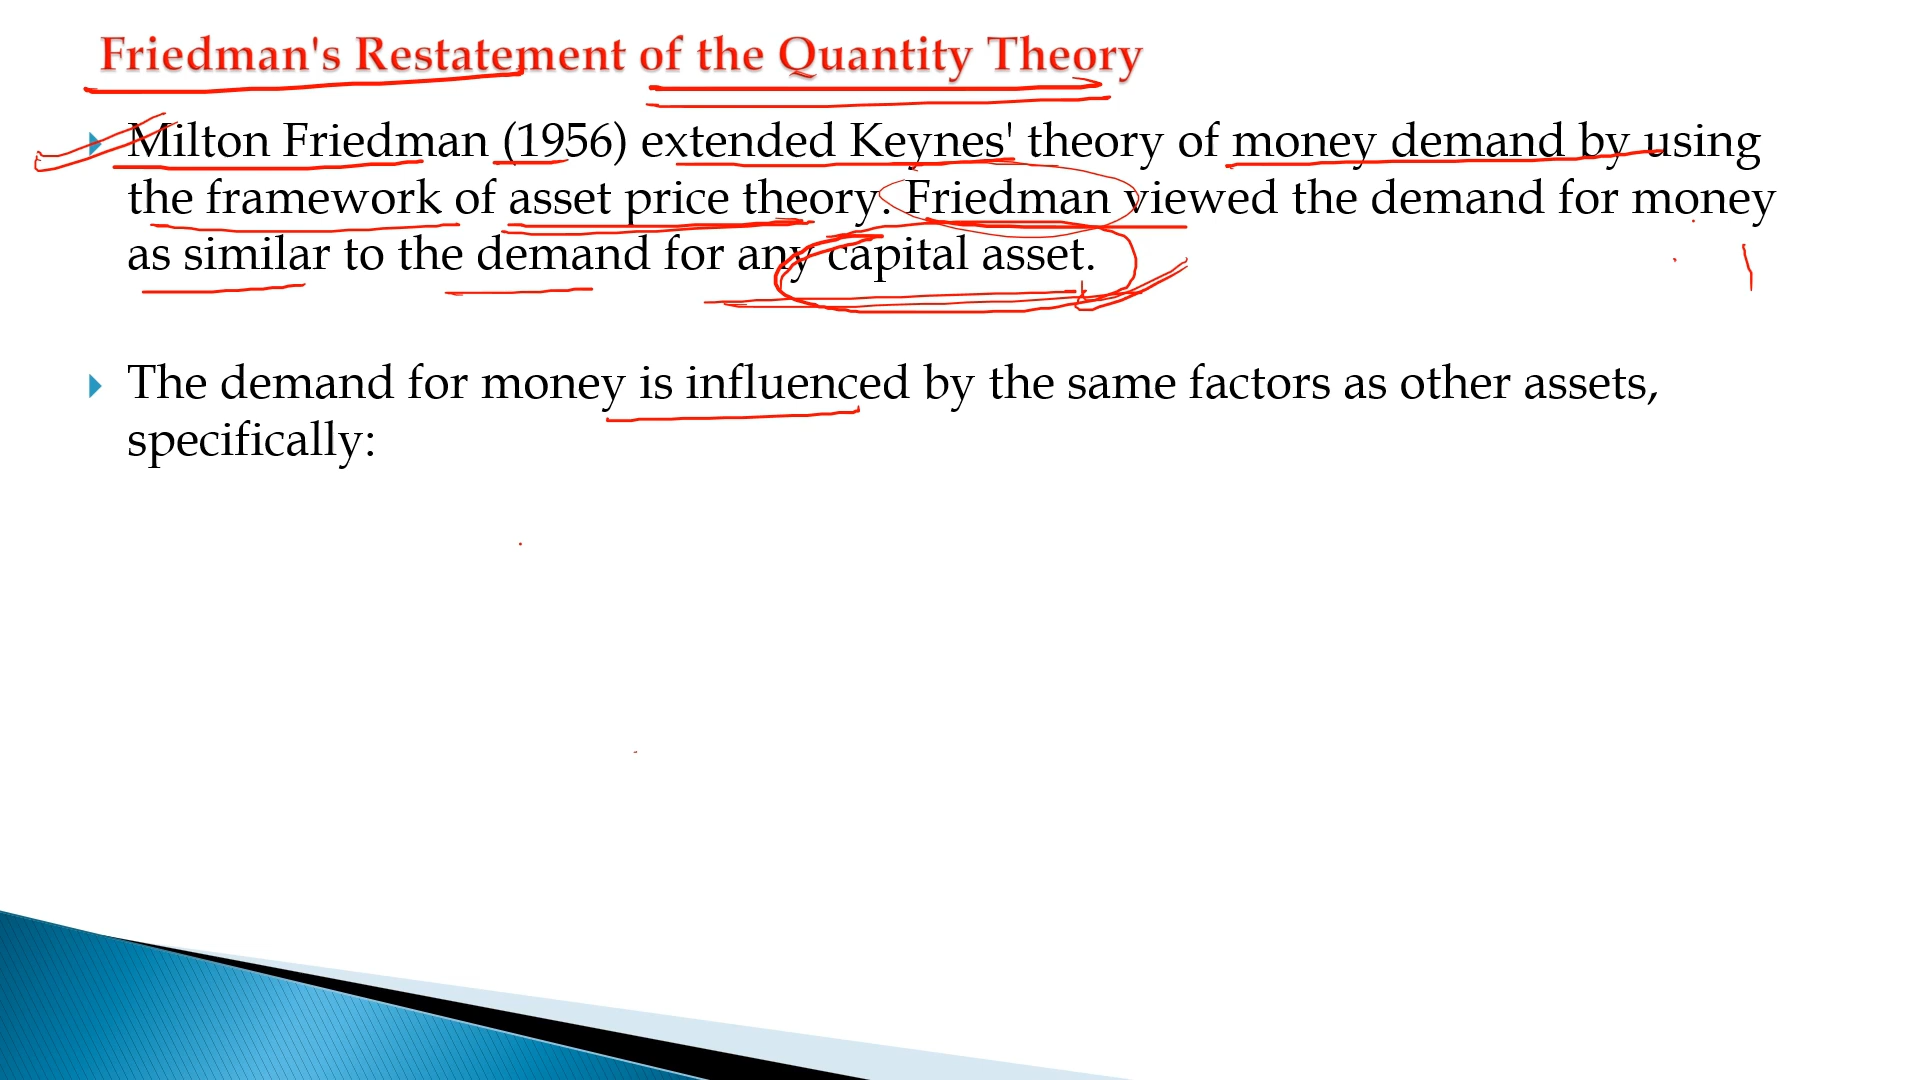 Friedman's Restatement of the Quantity Theory
Milton Friedman (1956) extended Keynes' theory of money demand by using
the framework of asset price theory. Friedman viewed the demand for money
as similar to the demand for any capital asset.
The demand for money is influenced by the same factors as other assets,
specifically: